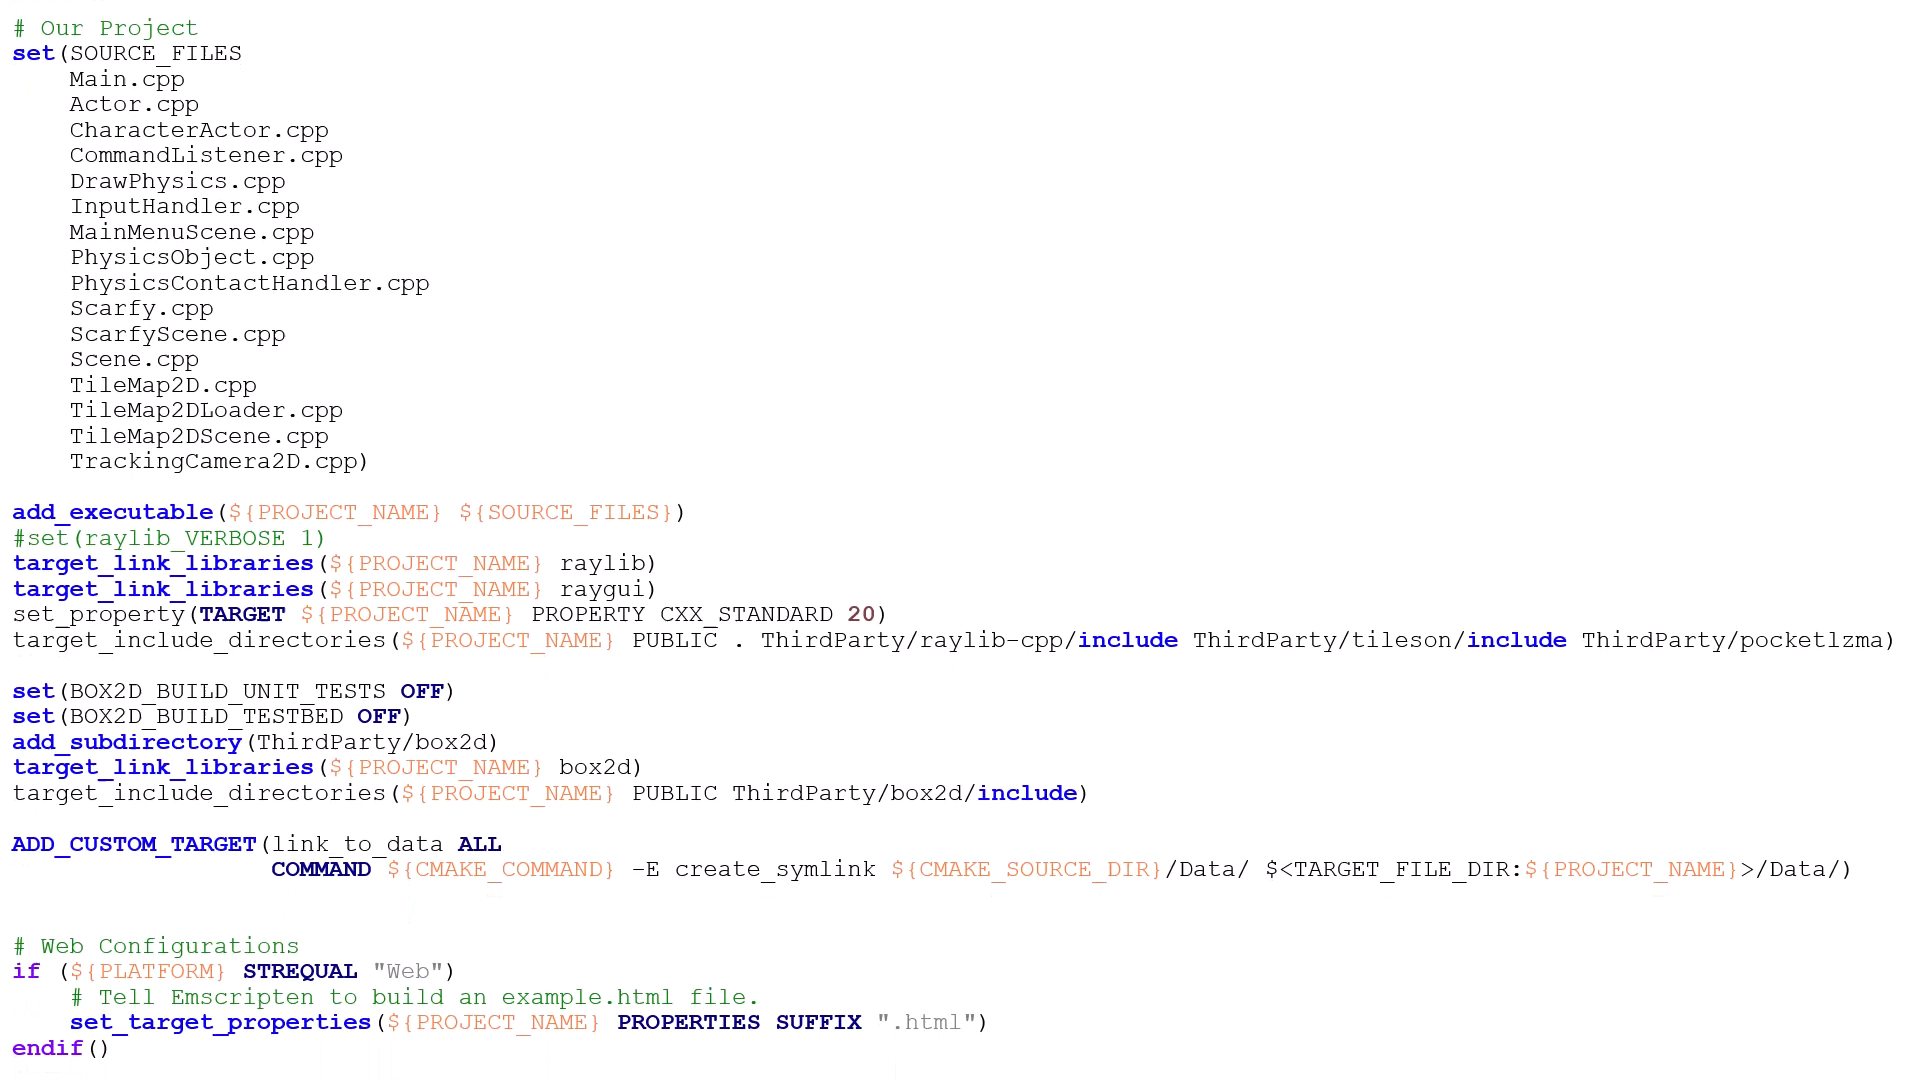 # Our Project
set(SOURCE_FILES
    Main.cpp
    Actor.cpp
    CharacterActor.cpp
    CommandListener.cpp
    DrawPhysics.cpp
    InputHandler.cpp
    MainMenuScene.cpp
    PhysicsObject.cpp
    PhysicsContactHandler.cpp
    Scarfy.cpp
    ScarfyScene.cpp
    Scene.cpp
    TileMap2D.cpp
    TileMap2DLoader.cpp
    TileMap2DScene.cpp
    TrackingCamera2D.cpp)

add_executable(${PROJECT_NAME} ${SOURCE_FILES})
#set(raylib_VERBOSE 1)
target_link_libraries(${PROJECT_NAME} raylib)
target_link_libraries(${PROJECT_NAME} raygui)
set_property(TARGET ${PROJECT_NAME} PROPERTY CXX_STANDARD 20)
target_include_directories(${PROJECT_NAME} PUBLIC . ThirdParty/raylib-cpp/include ThirdParty/tileson/include ThirdParty/pocketlzma)

set(BOX2D_BUILD_UNIT_TESTS OFF)
set(BOX2D_BUILD_TESTBED OFF)
add_subdirectory(ThirdParty/box2d)
target_link_libraries(${PROJECT_NAME} box2d)
target_include_directories(${PROJECT_NAME} PUBLIC ThirdParty/box2d/include)

ADD_CUSTOM_TARGET(link_to_data ALL
                  COMMAND ${CMAKE_COMMAND} -E create_symlink ${CMAKE_SOURCE_DIR}/Data/ $<TARGET_FILE_DIR:${PROJECT_NAME}>/Data/)

# Web Configurations
if (${PLATFORM} STREQUAL "Web")
    # Tell Emscripten to build an example.html file.
    set_target_properties(${PROJECT_NAME} PROPERTIES SUFFIX ".html")
endif()